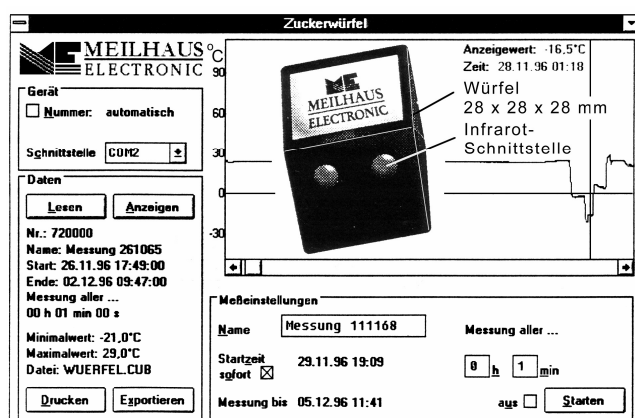 Zuckerwürfel
MEILHAUS
ELECTRONIC
Gerät
Nummer: automatisch
Schnittstelle COM2
Daten
Lesen Anzeigen
Nr.: 720000
Name: Messung 261065
Start: 26.11.96 17:49:00
Ende: 02.12.96 09:47:00
Messung aller ...
00 h 01 min 00 s
Minimalwert: -21,0°C
Maximalwert: 29,0°C
Datei: WUERFEL.CUB
Drucken Exportieren
°C
90
60
30
0
-30
ME
MEILHAUS
ELECTRONIC
Anzeigewert: -16,5°C
Zeit: 28.11.96 01:18
Würfel
28 x 28 x 28 mm
Infrarot-
Schnittstelle
Meßeinstellungen
Name Messung 111168 Messung aller ...
Startzeit
sofort 29.11.96 19:09 0 h 1 min
Messung bis 05.12.96 11:41 aus Starten